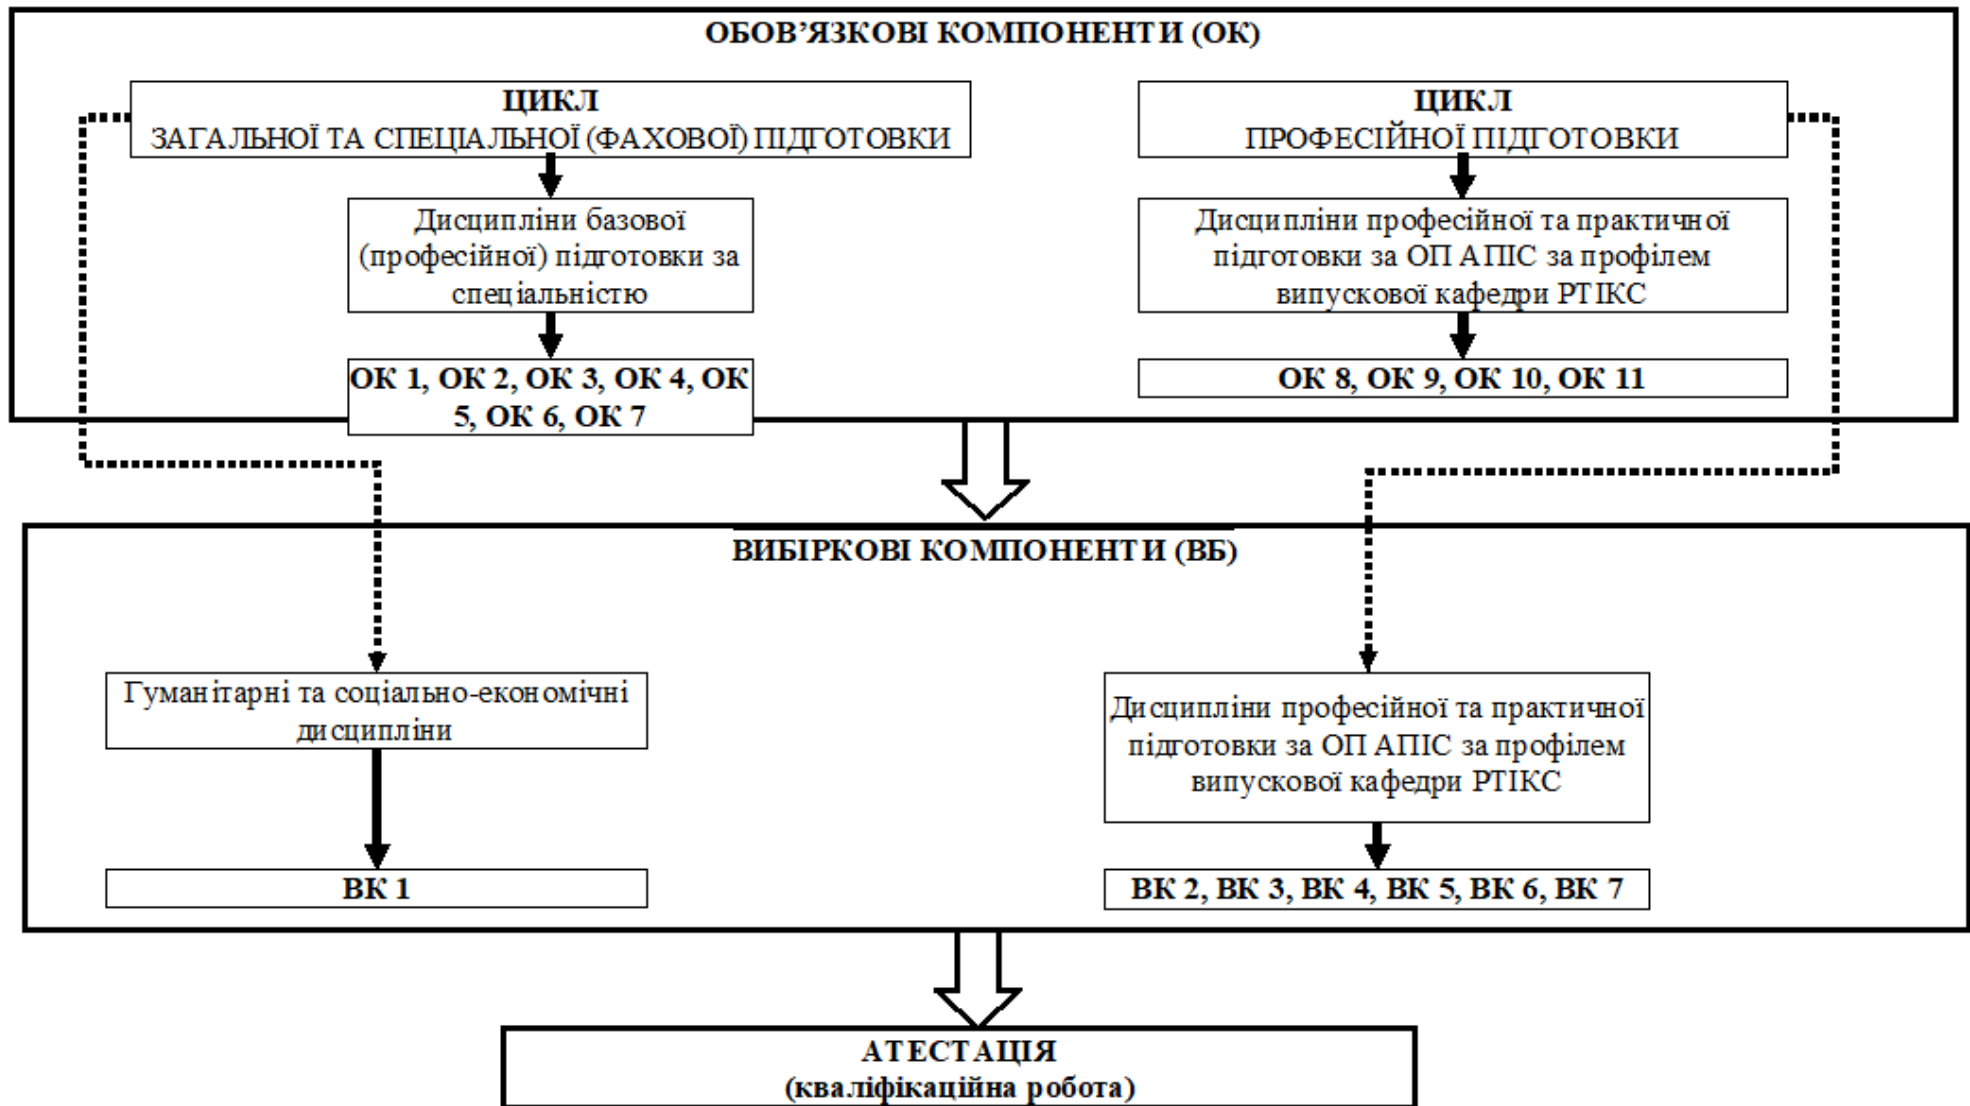 ОБОВ’ЯЗКОВІ КОМПОНЕНТИ (ОК)
ЦИКЛ
ЗАГАЛЬНОЇ ТА СПЕЦІАЛЬНОЇ (ФАХОВОЇ) ПІДГОТОВКИ
ЦИКЛ
ПРОФЕСІЙНОЇ ПІДГОТОВКИ
Дисципліни базової
(професійної) підготовки за
спеціальністю
Дисципліни професійної та практичної
підготовки за ОП АПІС за профілем
випускової кафедри РТІКС
ОК 1, ОК 2, ОК 3, ОК 4, ОК
5, ОК 6, ОК 7
ОК 8, ОК 9, ОК 10, ОК 11
ВИБІРКОВІ КОМПОНЕНТИ (ВБ)
Гуманітарні та соціально-економічні
дисципліни
Дисципліни професійної та практичної
підготовки за ОП АПІС за профілем
випускової кафедри РТІКС
ВК 1
ВК 2, ВК 3, ВК 4, ВК 5, ВК 6, ВК 7
АТЕСТАЦІЯ
(кваліфікаційна робота)